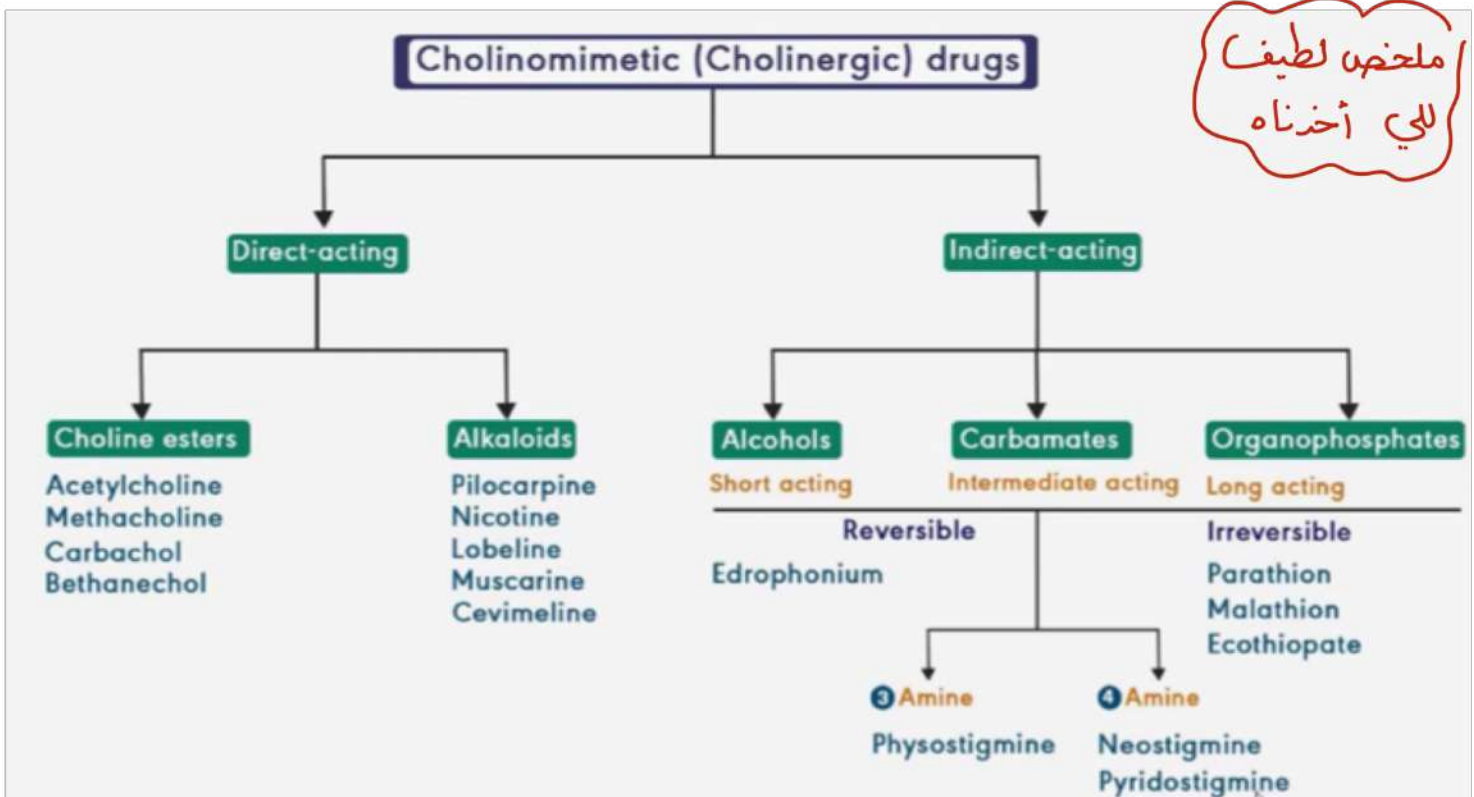 Cholinomimetic (Cholinergic) drugs
ملخص لطيف
للي أخدناه
Direct-acting
Indirect-acting
Choline esters
Acetylcholine
Methacholine
Carbachol
Bethanechol
Alkaloids
Pilocarpine
Nicotine
Lobeline
Muscarine
Cevimeline
Alcohols
Carbamates
Organophosphates
Short acting
Intermediate acting
Long acting
Reversible
Irreversible
Edrophonium
Parathion
Malathion
Ecothiopate
3 Amine
Physostigmine
4 Amine
Neostigmine
Pyridostigmine